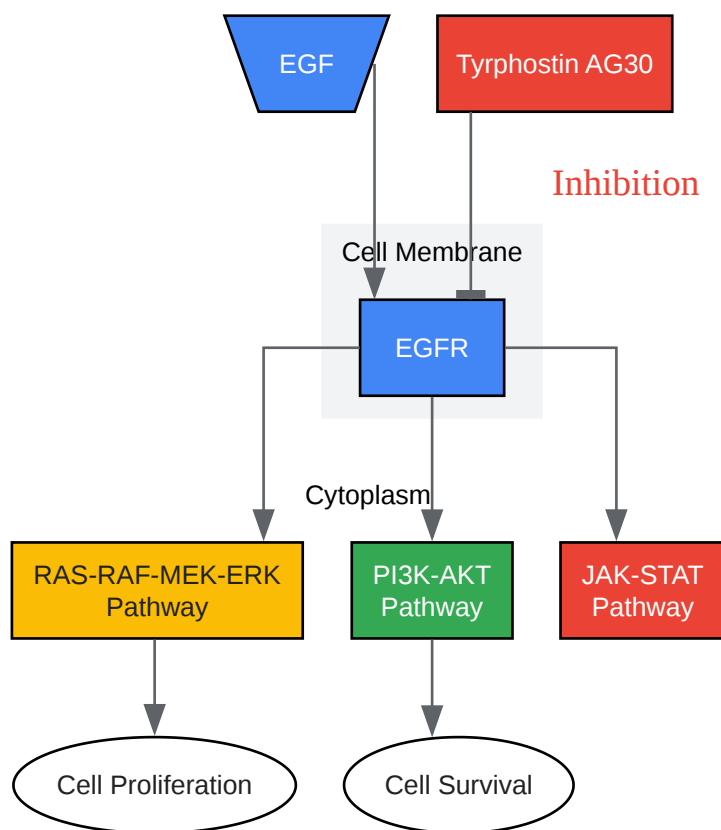 EGF
Tyrphostin AG30
Inhibition
Cell Membrane
EGFR
Cytoplasm
RAS-RAF-MEK-ERK
Pathway
PI3K-AKT
Pathway
JAK-STAT
Pathway
Cell Proliferation
Cell Survival